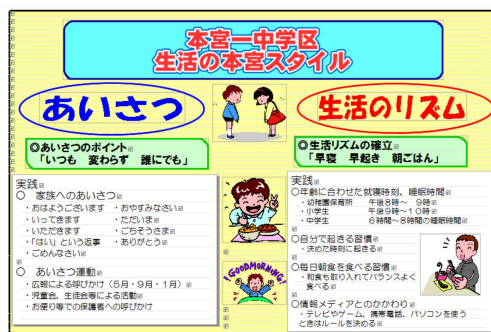 本宮一中学区
生活の本宮スタイル
あいさつ
◎あいさつのポイント
「いつも 変わらず 誰にでも」
実践
○ 家族へのあいさつ
・おはようございます ・おやすみなさい
・いってきます ・ただいま
・いただきます ・ごちそうさま
・「はい」という返事 ・ありがとう
・ごめんなさい
○ あいさつ運動
・広報による呼びかけ(5月・9月・1月)
・児童会、生徒会等による活動
・お便り等での保護者への呼びかけ
GOOD MORNING!
生活のリズム
◎生活リズムの確立
「早寝 早起き 朝ごはん」
実践
○年齢に合わせた就寝時刻、睡眠時間
・幼稚園保育所 午後8時~ 9時
・小学生 午後9時~10時
・中学生 6時間~8時間の睡眠時間
○自分で起きる習慣
・決めた時刻に起きる
○毎日朝食を食べる習慣
・和食も取り入れてバランスよく
食べる
○情報メディアとのかかわり
・テレビやゲーム、携帯電話、パソコンを使う
ときはルールを決める